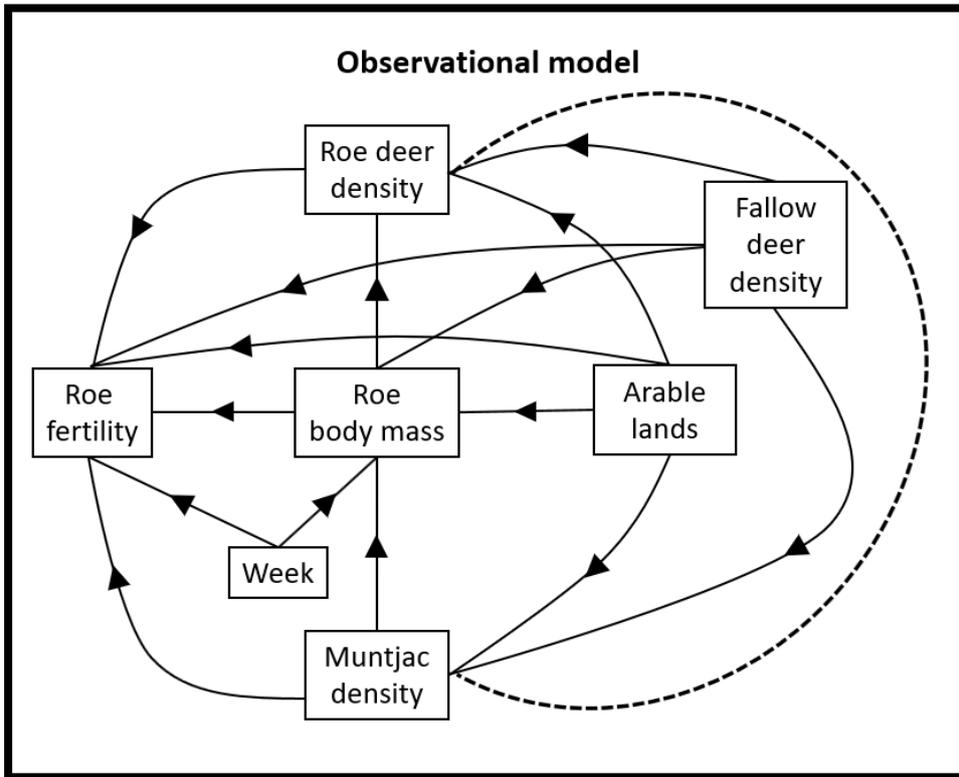 Observational model
Roe deer
density
Fallow
deer
density
Roe
fertility
Roe
body mass
Arable
lands
Week
Muntjac
density